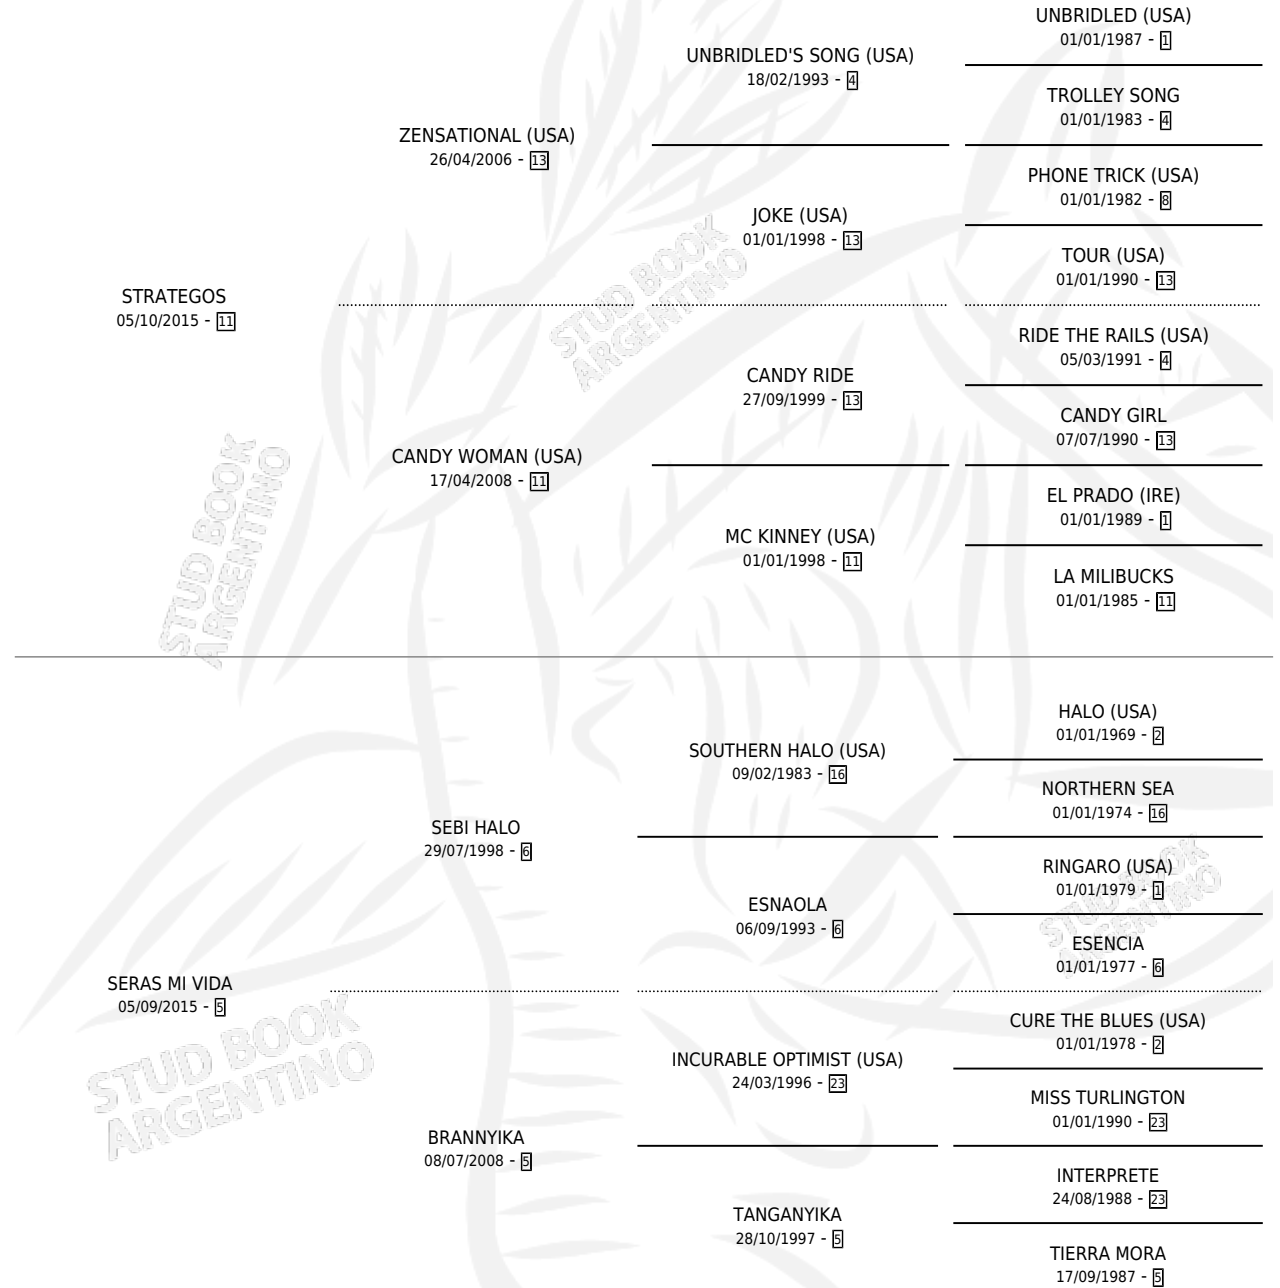 UNBRIDLED (USA)
01/01/1987 - 1
UNBRIDLED'S SONG (USA)
18/02/1993 - 4
TROLLEY SONG
01/01/1983 - 4
ZENSATIONAL (USA)
26/04/2006 - 13
PHONE TRICK (USA)
01/01/1982 - 8
JOKE (USA)
01/01/1998 - 13
TOUR (USA)
01/01/1990 - 13
STRATEGOS
05/10/2015 - 11
RIDE THE RAILS (USA)
05/03/1991 - 4
CANDY RIDE
27/09/1999 - 13
CANDY GIRL
07/07/1990 - 13
CANDY WOMAN (USA)
17/04/2008 - 11
EL PRADO (IRE)
01/01/1989 - 1
MC KINNEY (USA)
01/01/1998 - 11
LA MILIBUCKS
01/01/1985 - 11
HALO (USA)
01/01/1969 - 2
SOUTHERN HALO (USA)
09/02/1983 - 16
NORTHERN SEA
01/01/1974 - 16
SEBI HALO
29/07/1998 - 6
RINGARO (USA)
01/01/1979 - 1
ESNAOLA
06/09/1993 - 6
ESENCIA
01/01/1977 - 6
SERAS MI VIDA
05/09/2015 - 5
CURE THE BLUES (USA)
01/01/1978 - 2
INCURABLE OPTIMIST (USA)
24/03/1996 - 23
MISS TURLINGTON
01/01/1990 - 23
BRANNYIKA
08/07/2008 - 5
INTERPRETE
24/08/1988 - 23
TANGANYIKA
28/10/1997 - 5
TIERRA MORA
17/09/1987 - 5
STUD BOOK
ARGENTINO
STUD BOOK
ARGENTINO
STUD BOOK
ARGENTINO
STUD BOOK
ARGENTINO